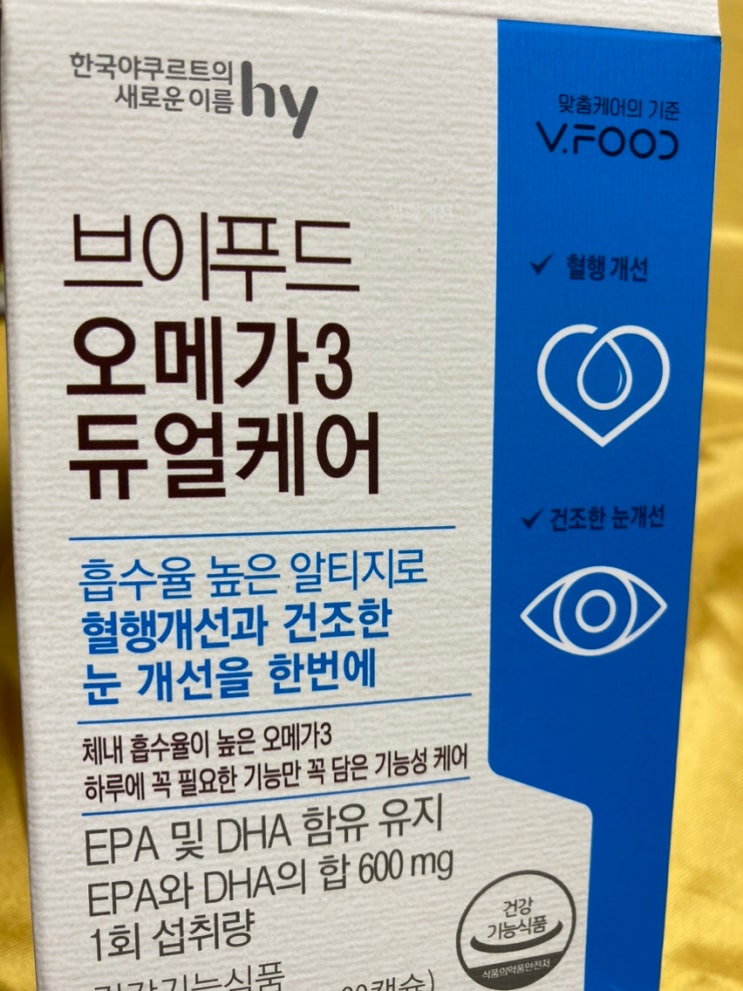 한국야쿠르트의
새로운 이름 hy
맞춤케어의 기준
V.FOOD
브이푸드
오메가3
듀얼케어
✓ 혈행 개선
✓ 건조한 눈개선
흡수율 높은 알티지로
혈행개선과 건조한
눈 개선을 한번에
체내 흡수율이 높은 오메가3
하루에 꼭 필요한 기능만 꼭 담은 기능성 케어
EPA 및 DHA 함유 유지
EPA와 DHA의 합 600 mg
1회 섭취량
건강
기능식품
식품의약품안전처
건강기능식품